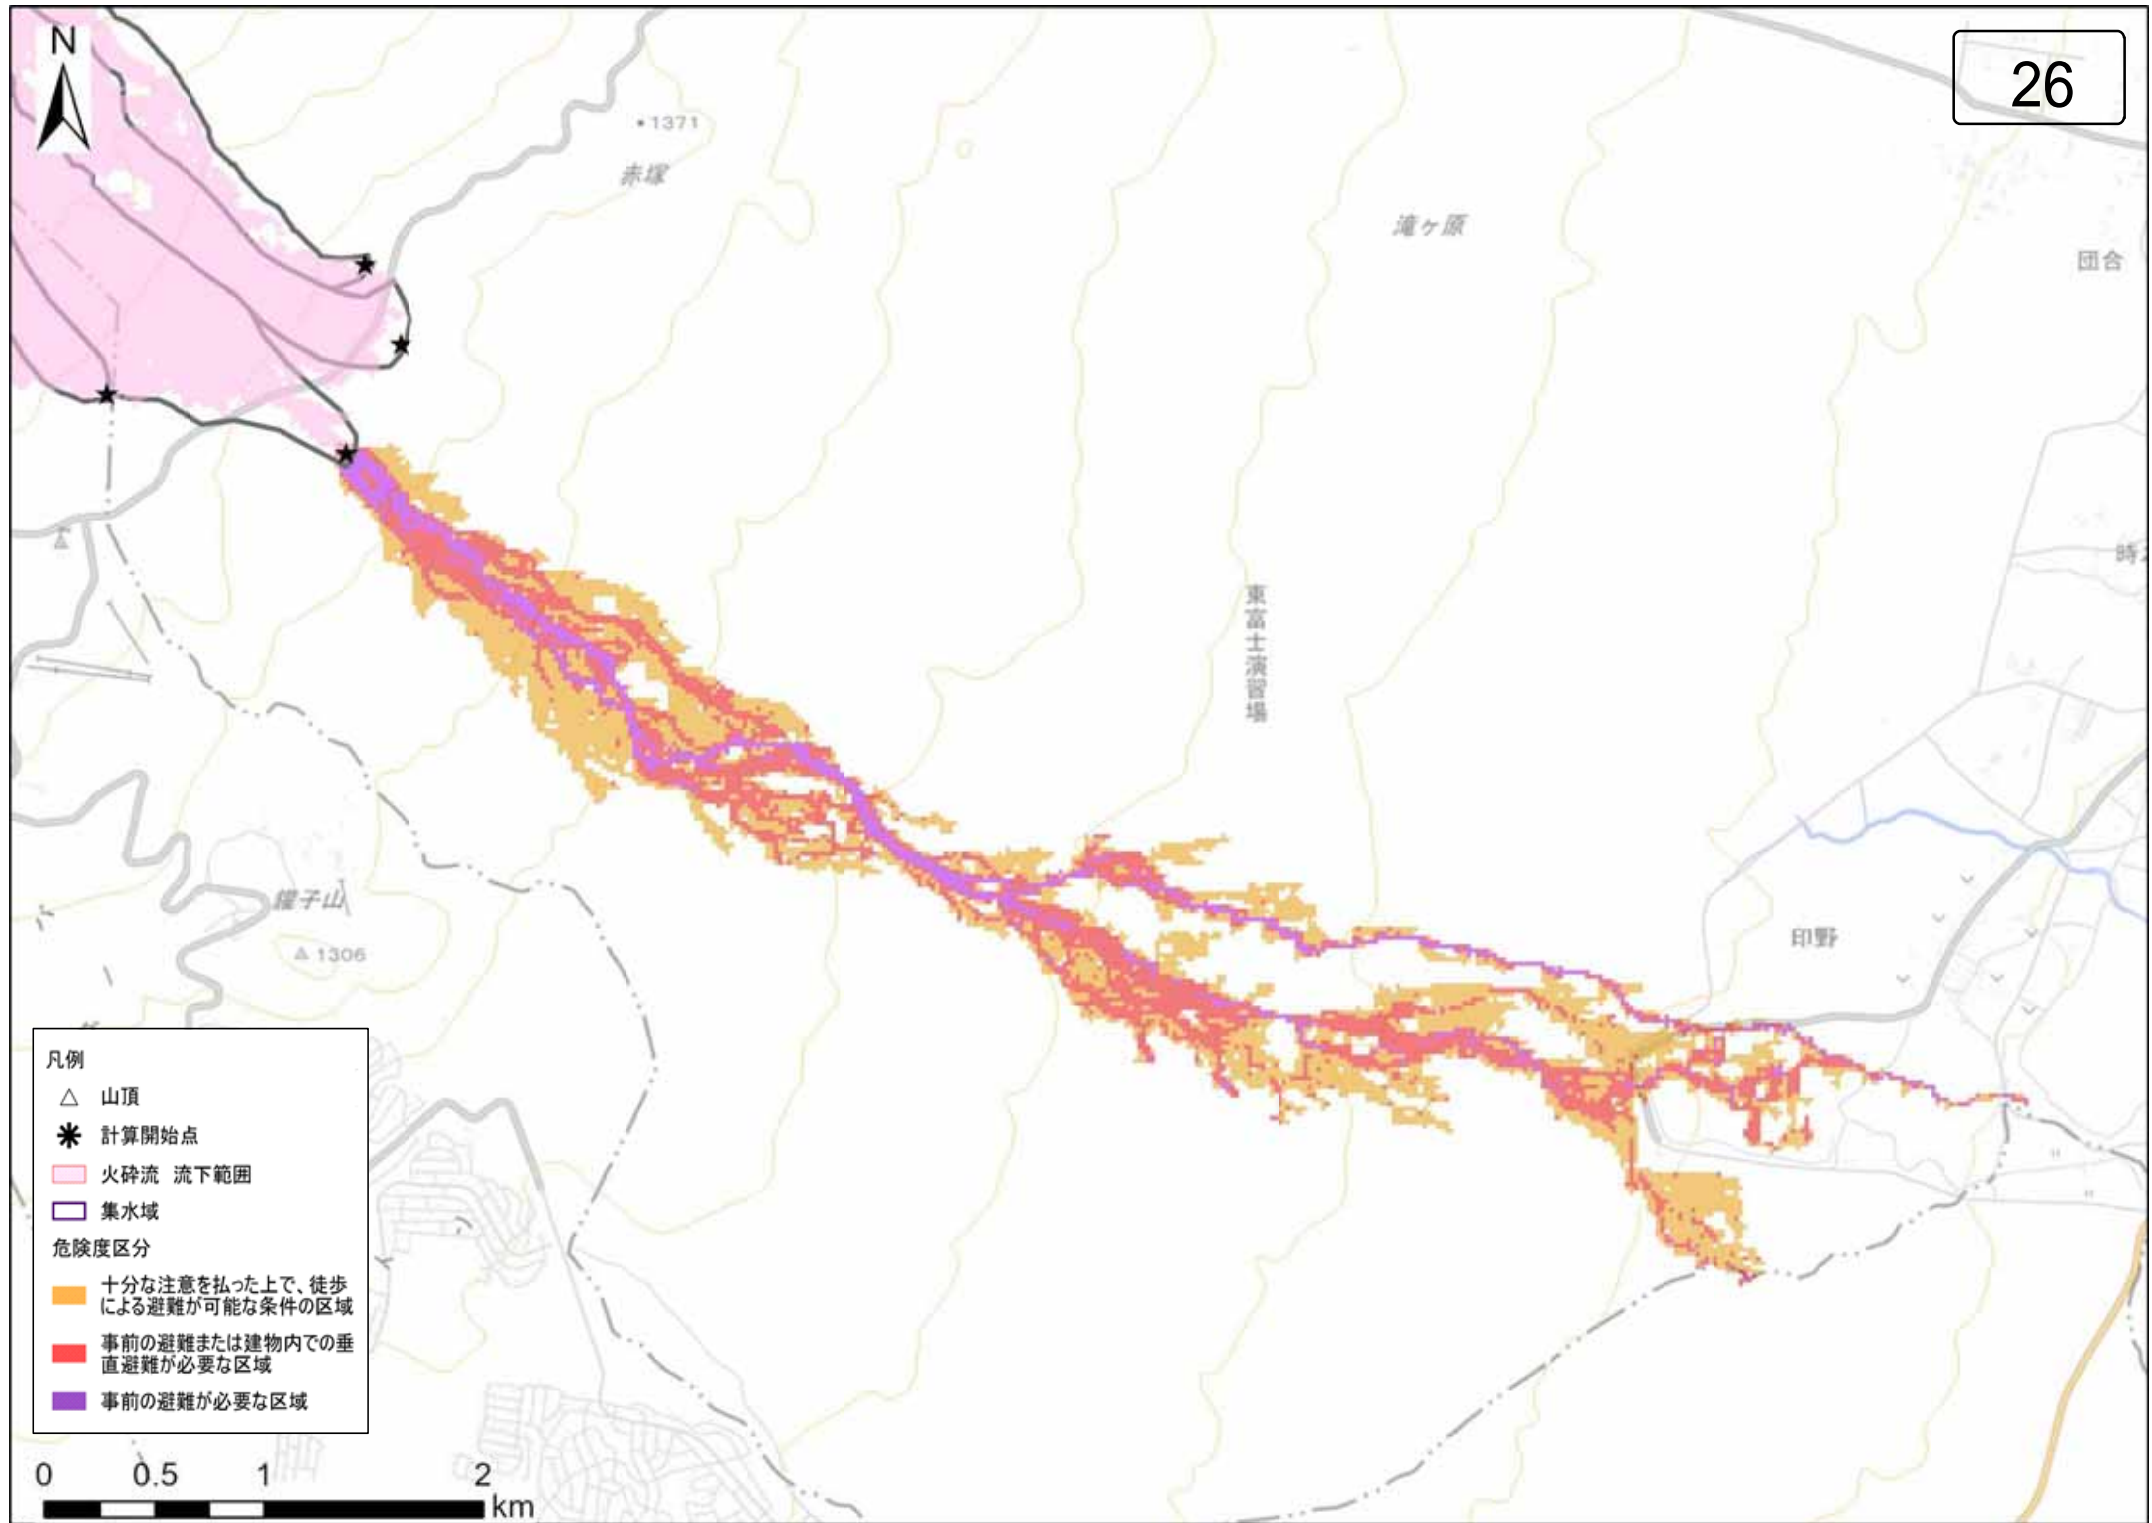 N
26
1371
赤塚
滝ヶ原
団合
東富士演習場
印野
1306
凡例
山頂
計算開始点
火砕流 流下範囲
集水域
危険度区分
十分な注意を払った上で、徒歩
による避難が可能な条件の区域
事前の避難または建物内での垂
直避難が必要な区域
事前の避難が必要な区域
0 0.5 1 2
km